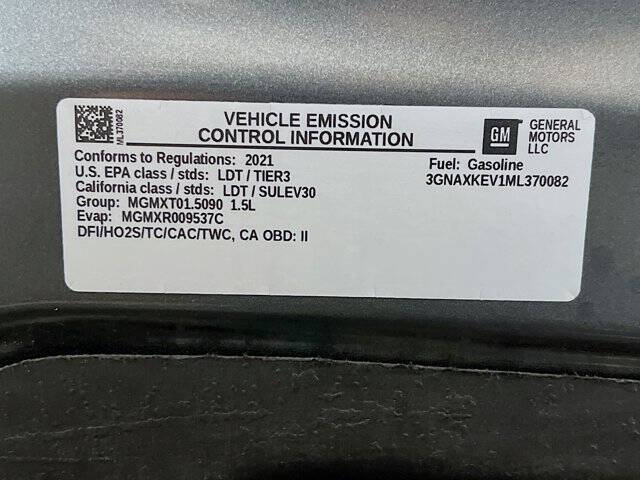 ML370082
VEHICLE EMISSION
CONTROL INFORMATION
GM
GENERAL
MOTORS
LLC
Conforms to Regulations: 2021
U.S. EPA class / stds: LDT / TIER3
California class / stds: LDT / SULEV30
Group: MGMXT01.5090 1.5L
Evap: MGMXR009537C
DFI/HO2S/TC/CAC/TWC, CA OBD: II
Fuel: Gasoline
3GNAXKEV1ML370082